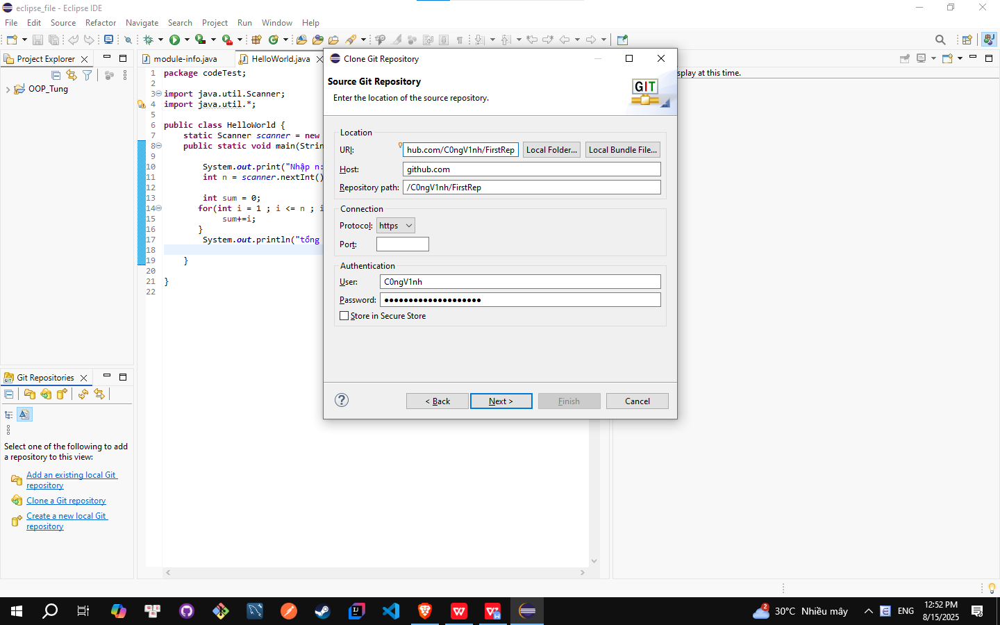 eclipse_file - Eclipse IDE
File Edit Source Refactor Navigate Search Project Run Window Help
Project Explorer
module-info.java
HelloWorld.java
OOP_Tung
1 package codeTest;
2
3 import java.util.Scanner;
4 import java.util.*;
5
6 public class HelloWorld {
7 static Scanner scanner = new
8 public static void main(Strin
9
10 System.out.print("Nhập n:
11 int n = scanner.nextInt()
12
13 int sum = 0;
14 for(int i = 1 ; i <= n ; i
15 sum+=i;
16 }
17 System.out.println("tổng
18
19 }
20
21 }
22
Clone Git Repository
Source Git Repository
Enter the location of the source repository.
GIT
Location
URI: hub.com/C0ngV1nh/FirstRep Local Folder... Local Bundle File...
Host: github.com
Repository path: /C0ngV1nh/FirstRep
Connection
Protocol: https
Port:
Authentication
User: C0ngV1nh
Password: ●●●●●●●●●●●●●●●●●●●●
Store in Secure Store
< Back Next > Finish Cancel
splay at this time.
Git Repositories
Select one of the following to add
a repository to this view:
Add an existing local Git
repository
Clone a Git repository
Create a new local Git
repository
2 30°C Nhiều mây ENG
12:52 PM
8/15/2025